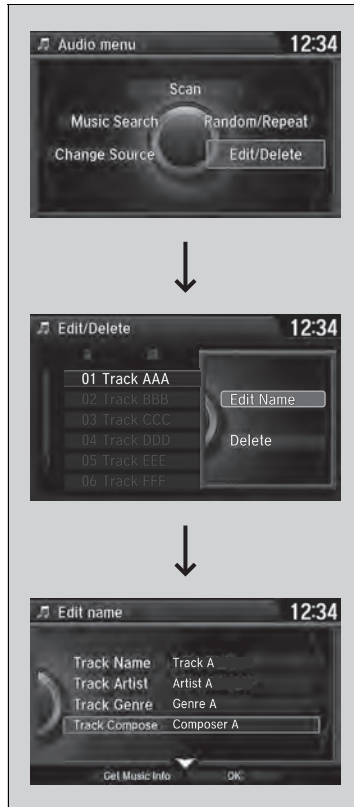 Audio menu 12:34
Scan
Music Search Random/Repeat
Change Source Edit/Delete
Edit/Delete 12:34
01 Track AAA
02 Track BBB
Edit Name
03 Track CCC
04 Track DDD
Delete
05 Track EEE
06 Track FFF
Edit name 12:34
Track Name Track A
Track Artist Artist A
Track Genre Genre A
Track Compose Composer A
Get Music Info OK